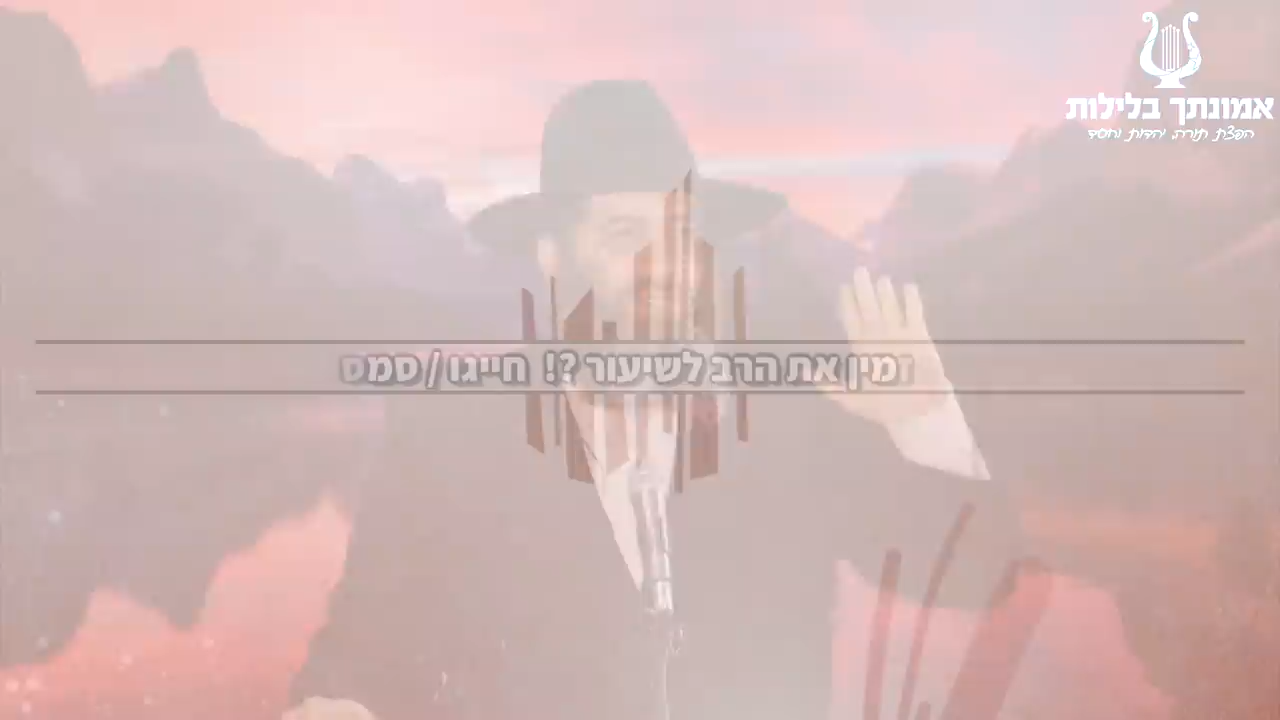 אמונתך בלילות
הפצת תורה, יהדות וחסד
זמין את הרב לשיעור ?! חייגו / סמס